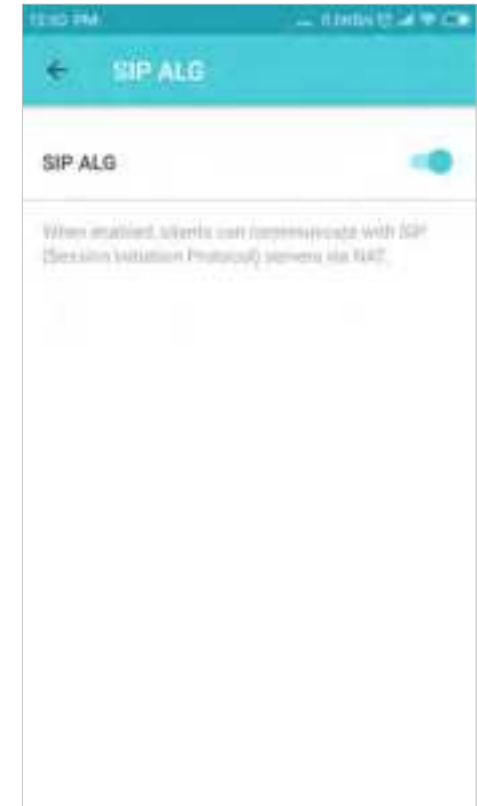 SIP ALG
SIP ALG
When enabled, clients can communicate with SIP
(Session Initiation Protocol) servers via NAT.